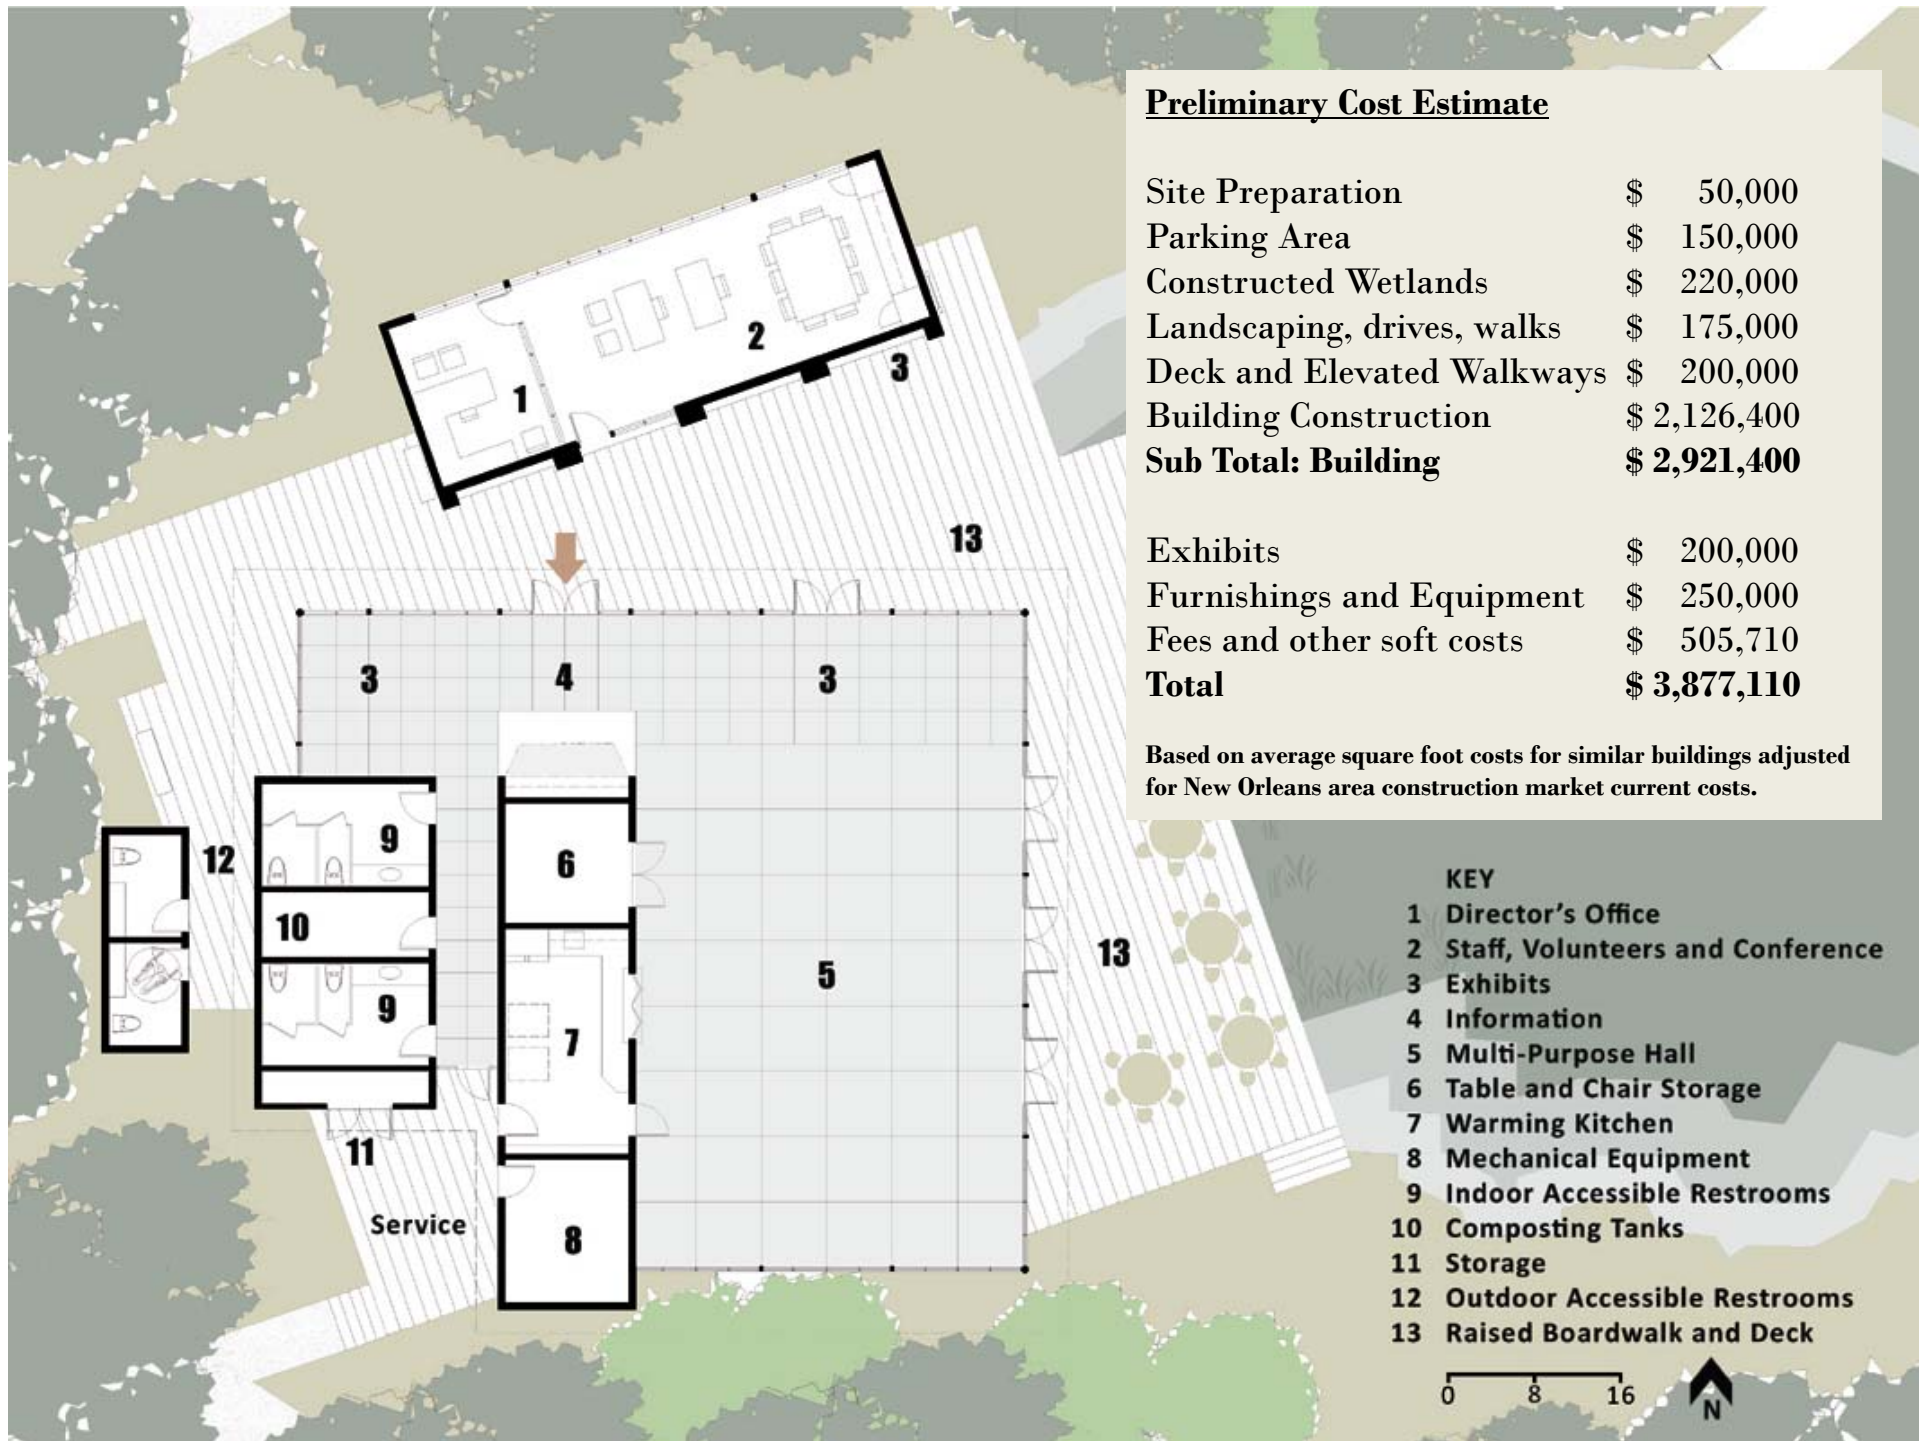 Preliminary Cost Estimate
Site Preparation $ 50,000
Parking Area $ 150,000
Constructed Wetlands $ 220,000
Landscaping, drives, walks $ 175,000
Deck and Elevated Walkways $ 200,000
Building Construction $ 2,126,400
Sub Total: Building $ 2,921,400
Exhibits $ 200,000
Furnishings and Equipment $ 250,000
Fees and other soft costs $ 505,710
Total $ 3,877,110
Based on average square foot costs for similar buildings adjusted
for New Orleans area construction market current costs.
2
3
1
13
3
4
3
9
12
6
10
13
5
9
7
11
Service
8
KEY
1 Director's Office
2 Staff, Volunteers and Conference
3 Exhibits
4 Information
5 Multi-Purpose Hall
6 Table and Chair Storage
7 Warming Kitchen
8 Mechanical Equipment
9 Indoor Accessible Restrooms
10 Composting Tanks
11 Storage
12 Outdoor Accessible Restrooms
13 Raised Boardwalk and Deck
0 8 16
N